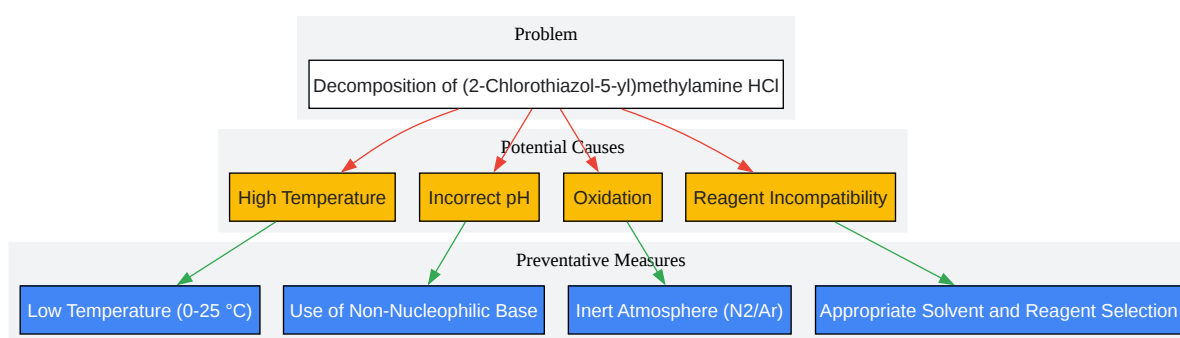 Problem
Decomposition of (2-Chlorothiazol-5-yl)methylamine HCl
Potential Causes
High Temperature
Incorrect pH
Oxidation
Reagent Incompatibility
Preventative Measures
Low Temperature (0-25 °C)
Use of Non-Nucleophilic Base
Inert Atmosphere (N2/Ar)
Appropriate Solvent and Reagent Selection